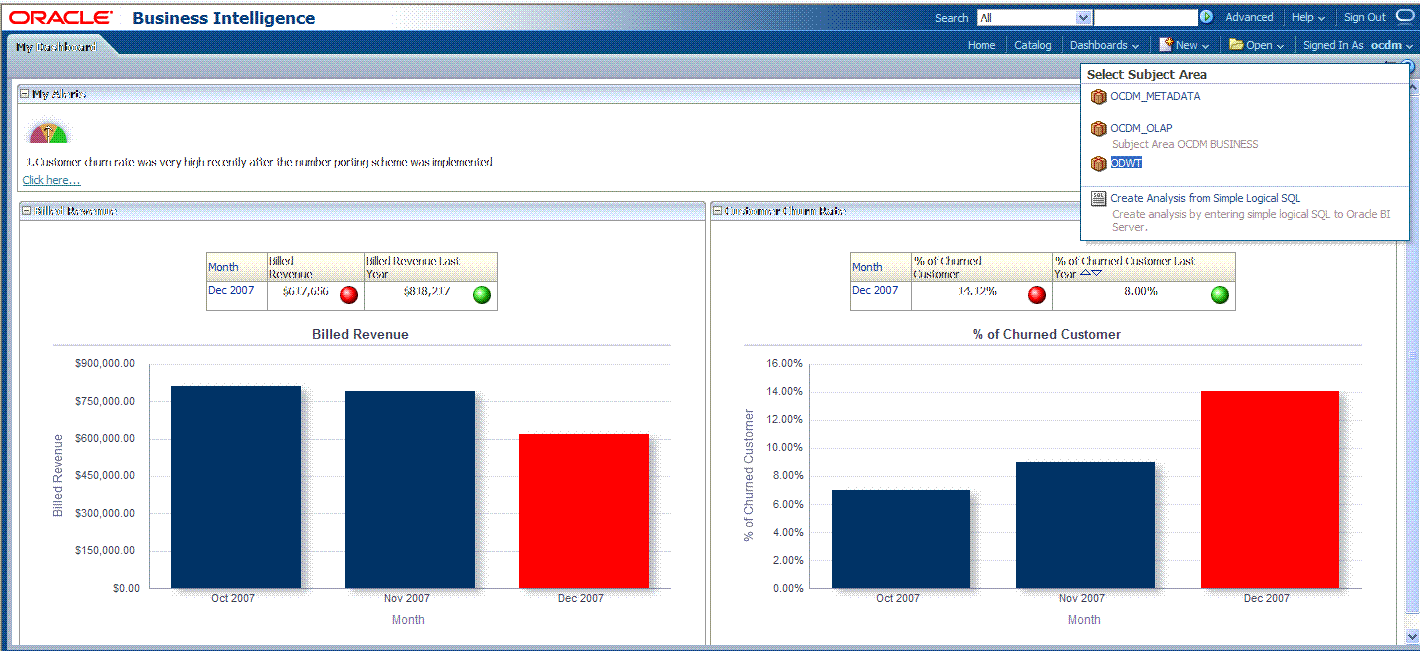 ORACLE Business Intelligence
Search All Advanced Help Sign Out
My Dashboard
Home Catalog Dashboards New Open Signed In As ocdm
Select Subject Area
OCDM_METADATA
OCDM_OLAP
Subject Area OCDM BUSINESS
ODWT
Create Analysis from Simple Logical SQL
Create analysis by entering simple logical SQL to Oracle BI
Server.
My Alerts
1.Customer churn rate was very high recently after the number porting scheme was implemented
Click here...
Billed Revenue
Month
Billed
Revenue
Billed Revenue Last
Year
Dec 2007 $617,656 $818,217
Billed Revenue
$900,000.00
$750,000.00
$600,000.00
$450,000.00
$300,000.00
$150,000.00
$0.00
Billed Revenue
Oct 2007 Nov 2007 Dec 2007
Month
Customer Churn Rate
Month
% of Churned
Customer
% of Churned Customer Last
Year
Dec 2007 14.12% 8.00%
% of Churned Customer
16.00%
14.00%
12.00%
10.00%
8.00%
6.00%
4.00%
2.00%
0.00%
% of Churned Customer
Oct 2007 Nov 2007 Dec 2007
Month